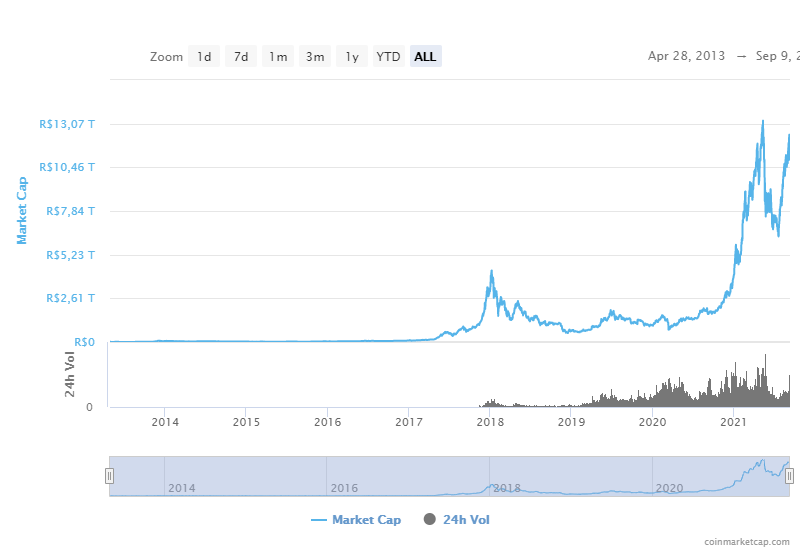 Zoom 1d 7d 1m 3m 1y YTD ALL Apr 28, 2013 → Sep 9, 2
R$13,07 T
R$10,46 T
R$7,84 T
R$5,23 T
R$2,61 T
R$0
Market Cap
24h Vol
0
2014 2015 2016 2017 2018 2019 2020 2021
2014 2016 2018 2020
Market Cap 24h Vol
coinmarketcap.com